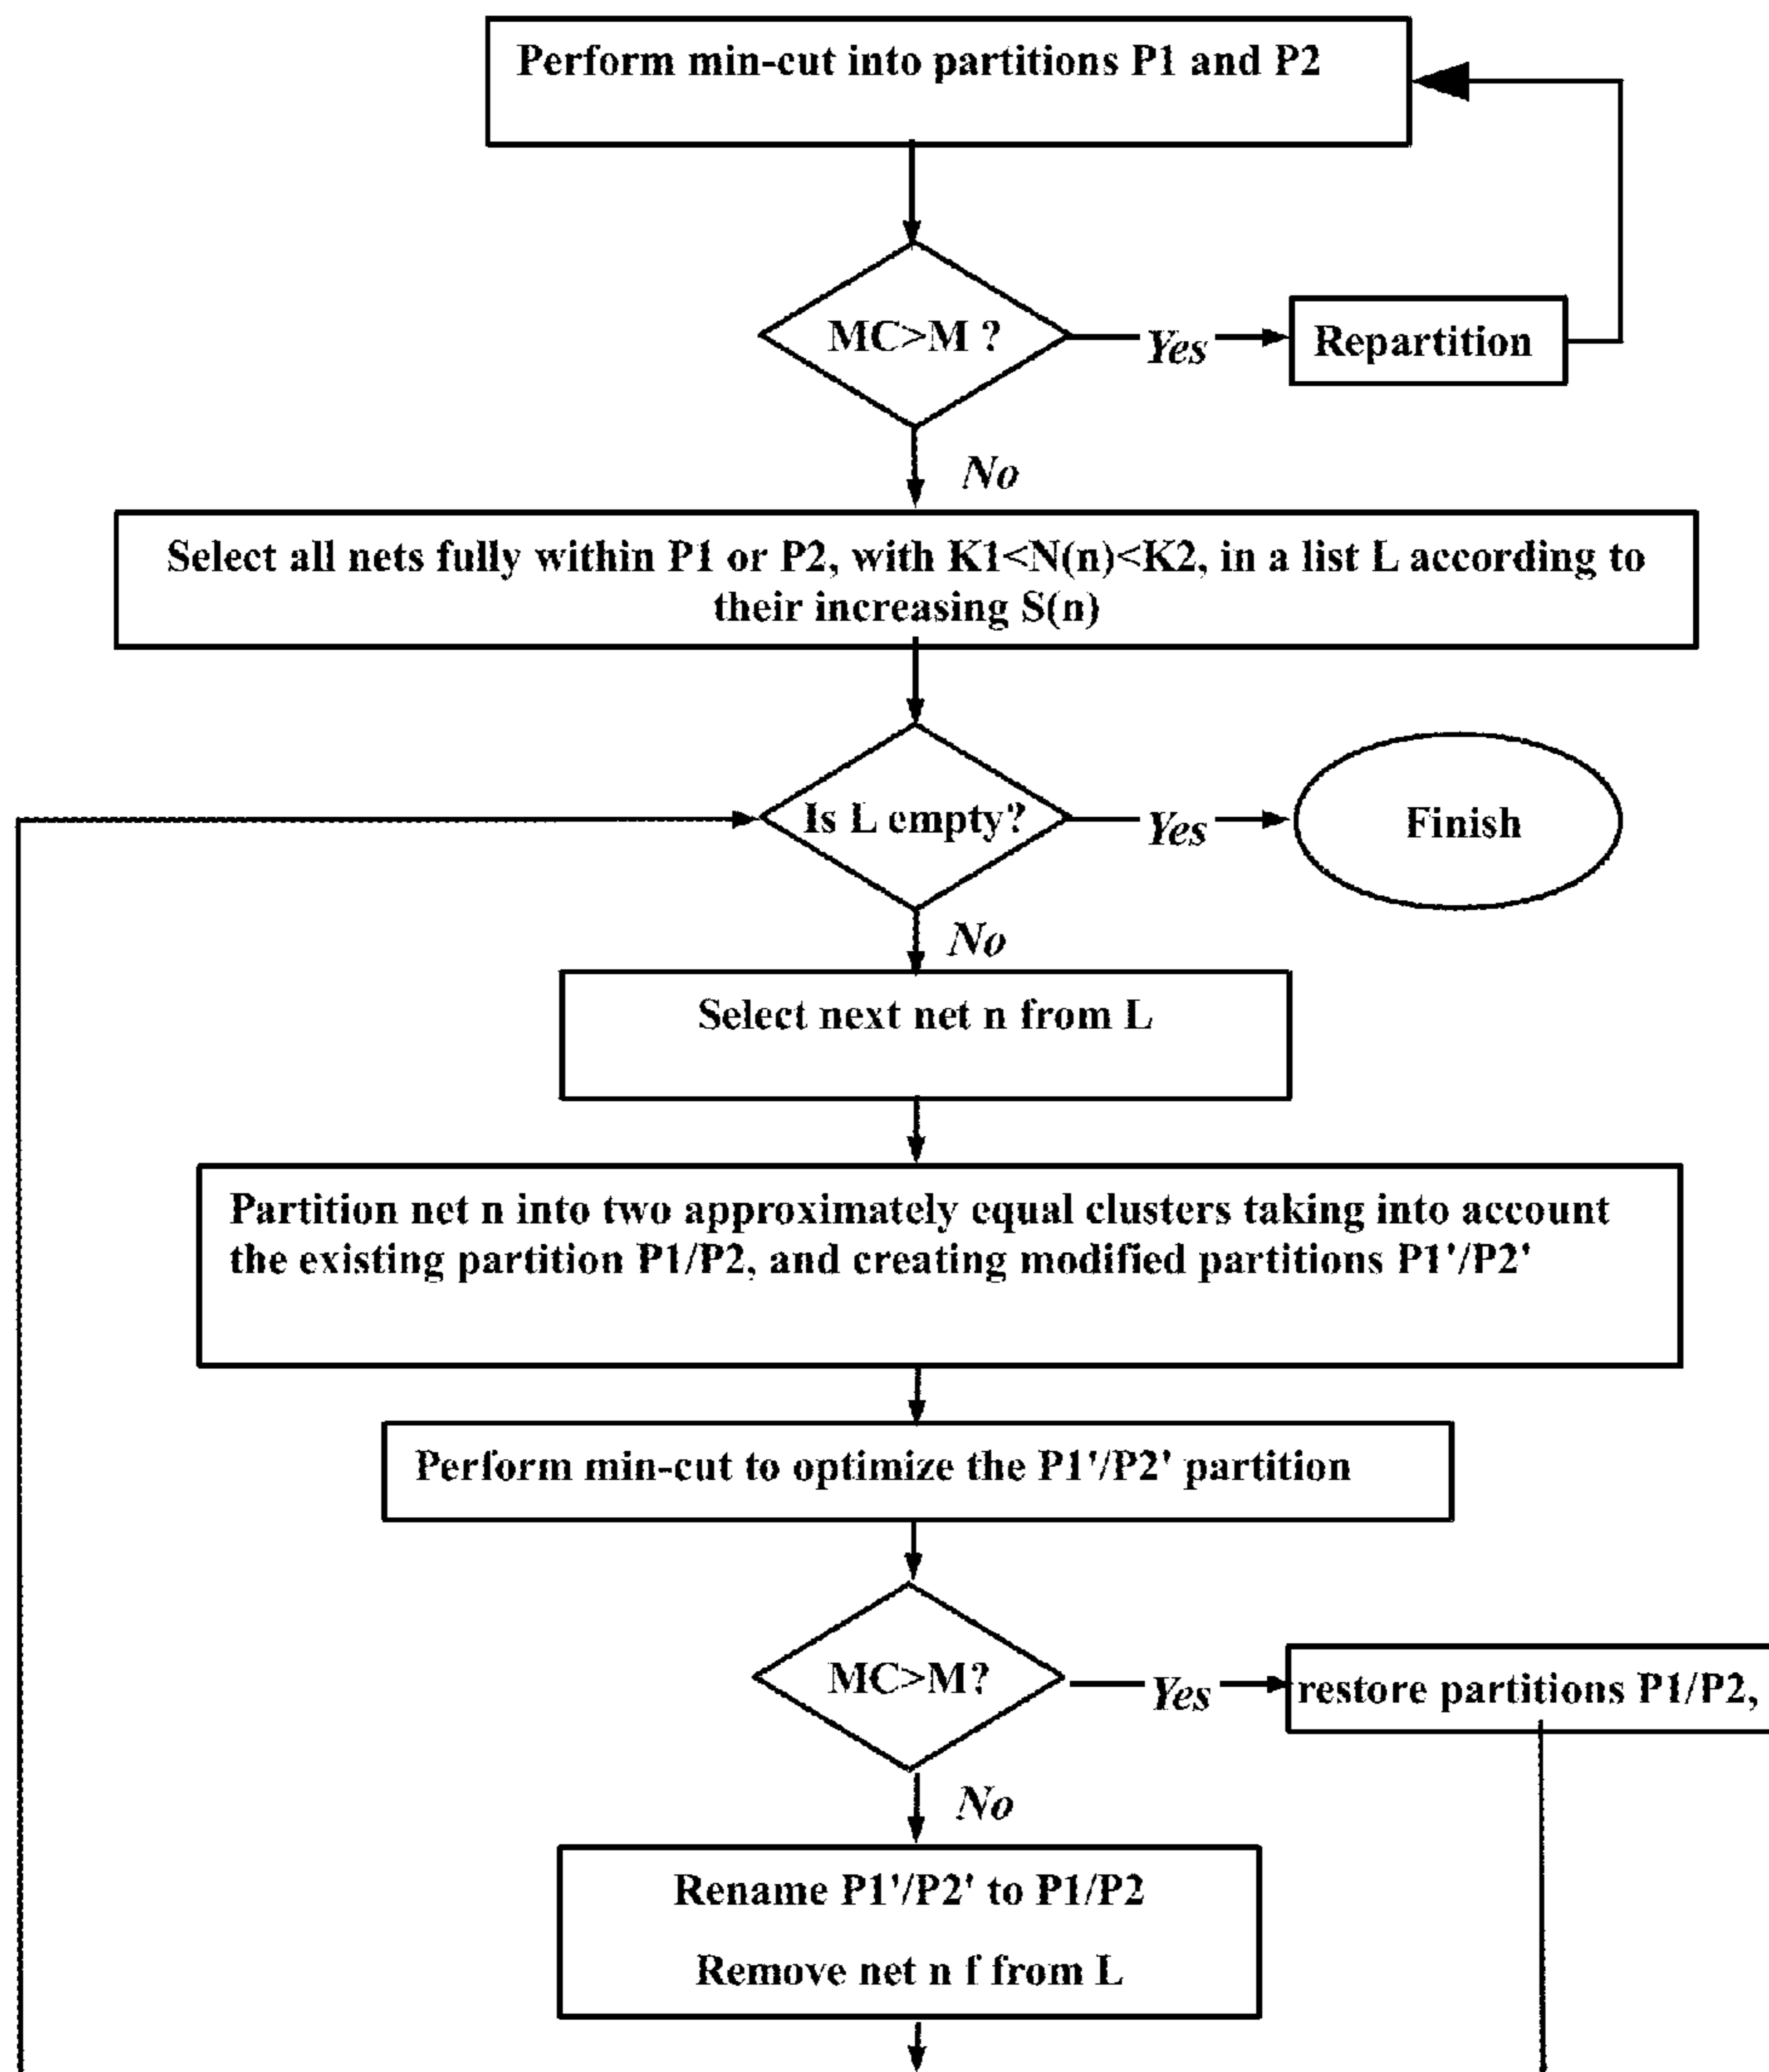 Perform min-cut into partitions P1 and P2
MC>M ?
Yes
Repartition
No
Select all nets fully within P1 or P2, with K1<N(n)<K2, in a list L according to
their increasing S(n)
Is L empty?
Yes
Finish
No
Select next net n from L
Partition net n into two approximately equal clusters taking into account
the existing partition P1/P2, and creating modified partitions P1'/P2'
Perform min-cut to optimize the P1'/P2' partition
MC>M?
Yes
restore partitions P1/P2,
No
Rename P1'/P2' to P1/P2
Remove net n f from L